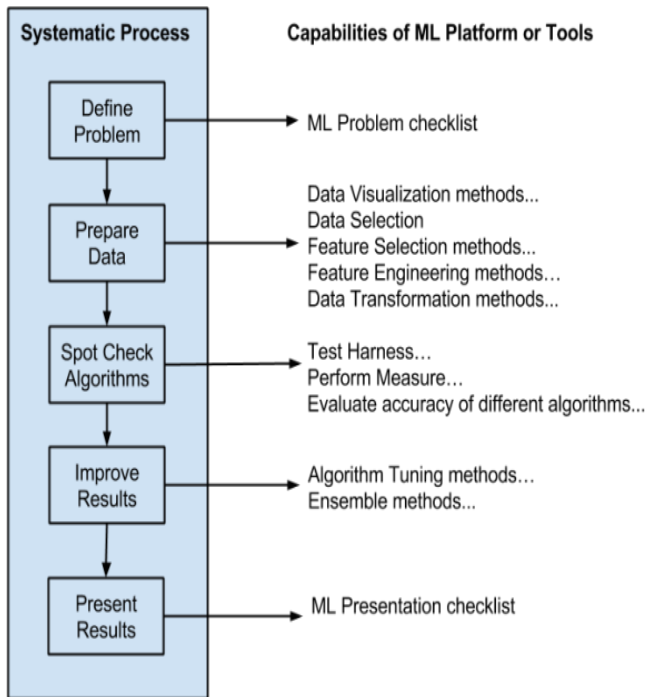 Systematic Process
Capabilities of ML Platform or Tools
Define
Problem
ML Problem checklist
Prepare
Data
Data Visualization methods...
Data Selection
Feature Selection methods...
Feature Engineering methods…
Data Transformation methods...
Spot Check
Algorithms
Test Harness…
Perform Measure…
Evaluate accuracy of different algorithms...
Improve
Results
Algorithm Tuning methods…
Ensemble methods...
Present
Results
ML Presentation checklist